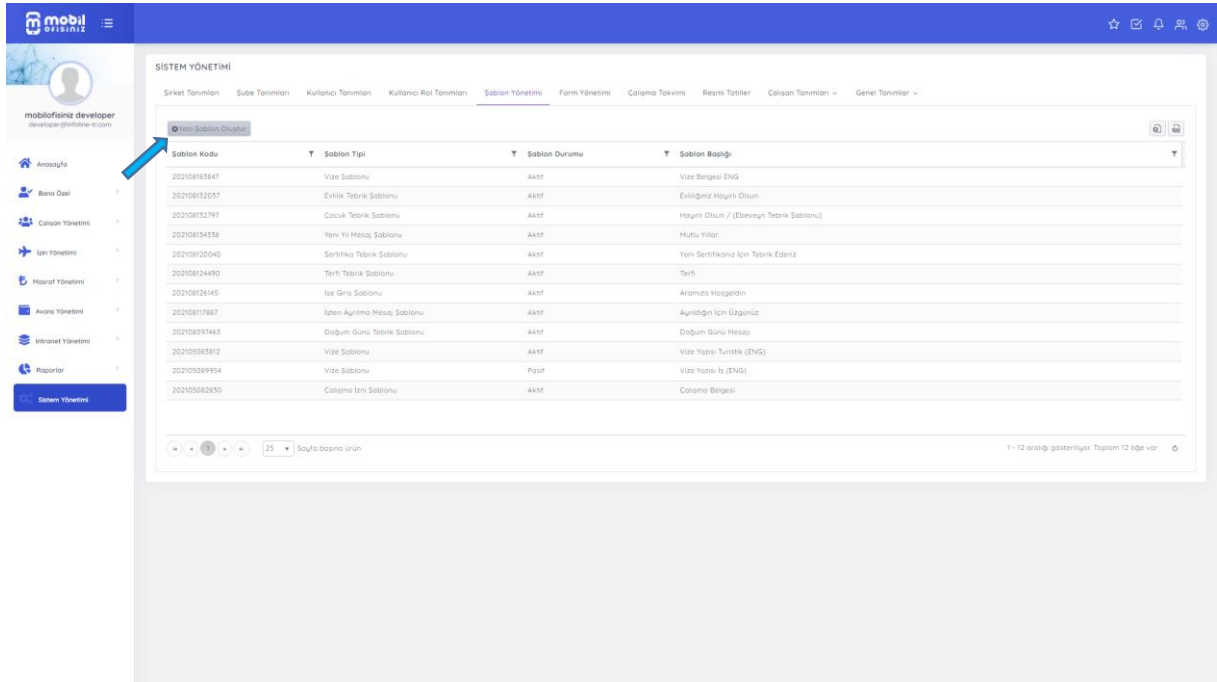 mobil
ofisiniz
mobilofisiniz developer
developer@infoline-tr.com
Anasayfa
Bana Özel
Çalışan Yönetimi
İzin Yönetimi
Masraf Yönetimi
Avans Yönetimi
Intranet Yönetimi
Raporlar
Sistem Yönetimi
SİSTEM YÖNETİMİ
Şirket Tanımları Şube Tanımları Kullanıcı Tanımları Kullanıcı Rol Tanımları Şablon Yönetimi Form Yönetimi Çalışma Takvimi Resmi Tatiller Çalışan Tanımları Genel Tanımlar
Yeni Şablon Oluştur
Şablon Kodu Şablon Tipi Şablon Durumu Şablon Başlığı
202108183847 Vize Şablonu Aktif Vize Belgesi ENG
202108132037 Evlilik Tebrik Şablonu Aktif Evliliğiniz Hayırlı Olsun
202108132797 Çocuk Tebrik Şablonu Aktif Hayırlı Olsun / (Ebeveyn Tebrik Şablonu)
202108134338 Yeni Yıl Mesaj Şablonu Aktif Mutlu Yıllar
202108120040 Sertifika Tebrik Şablonu Aktif Yeni Sertifikanız İçin Tebrik Ederiz
202108124490 Terfi Tebrik Şablonu Aktif Terfi
202108126145 İşe Giriş Şablonu Aktif Aramıza Hoşgeldin
202108117887 İşten Ayrılma Mesaj Şablonu Aktif Ayrıldığın İçin Üzgünüz
202108097463 Doğum Günü Tebrik Şablonu Aktif Doğum Günü Mesajı
202105083812 Vize Şablonu Aktif Vize Yazısı Turistik (ENG)
202105089954 Vize Şablonu Pasif Vize Yazısı İş (ENG)
202105082830 Çalışma İzni Şablonu Aktif Çalışma Belgesi
1 25 Sayfa başına ürün 1 - 12 aralığı gösteriliyor. Toplam 12 öğe var